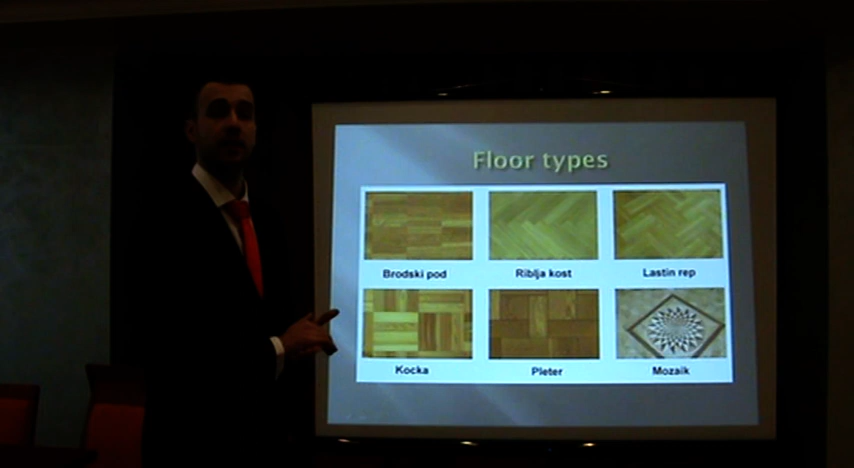 Floor types
Brodski pod
Riblja kost
Lastin rep
Kocka
Pleter
Mozaik